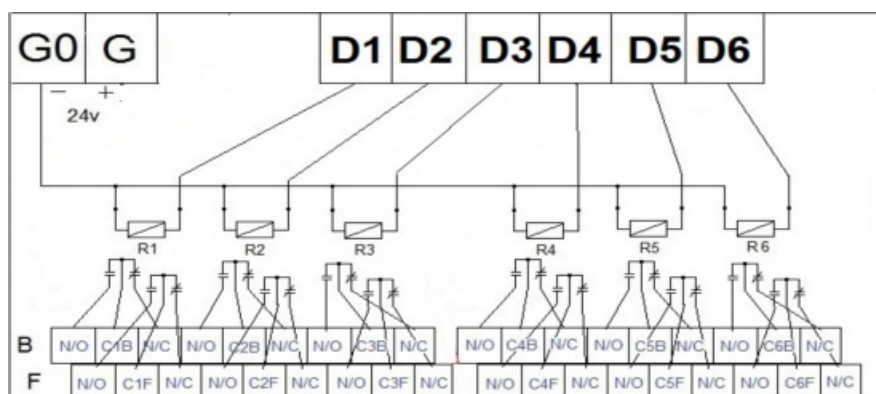 G0 G D1 D2 D3 D4 D5 D6
− +
24v
R1 R2 R3 R4 R5 R6
B N/O C1B N/C N/O C2B N/C N/O C3B N/C N/O C4B N/C N/O C5B N/C N/O C6B N/C
F N/O C1F N/C N/O C2F N/C N/O C3F N/C N/O C4F N/C N/O C5F N/C N/O C6F N/C